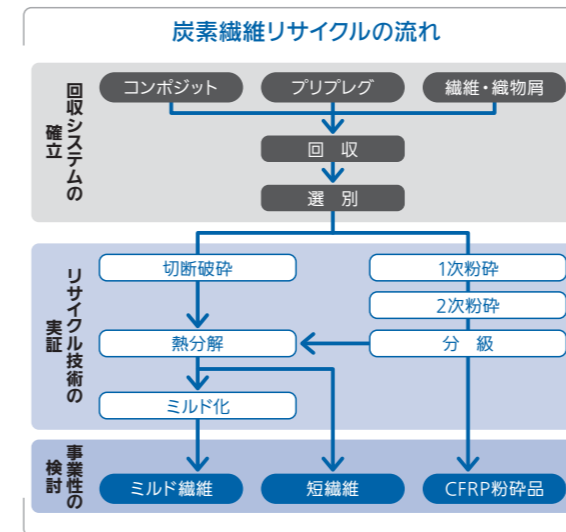 炭素繊維リサイクルの流れ
回収システムの
確立
コンポジット
プリプレグ
繊維・織物屑
回 収
選 別
リサイクル技術の
実証
切断破砕
1次粉砕
2次粉砕
熱分解
分 級
ミルド化
事業性の
検討
ミルド繊維
短繊維
CFRP粉砕品